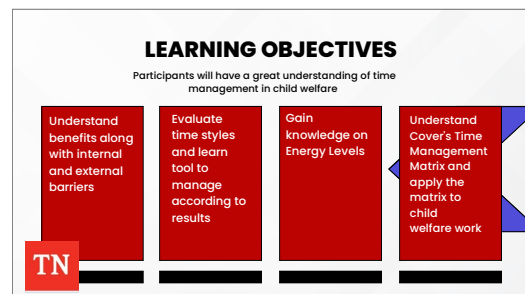 LEARNING OBJECTIVES
Participants will have a great understanding of time
management in child welfare
Understand
benefits along
with internal
and external
barriers
Evaluate
time styles
and learn
tool to
manage
according to
results
Gain
knowledge on
Energy Levels
Understand
Cover's Time
Management
Matrix and
apply the
matrix to
child
welfare work
TN